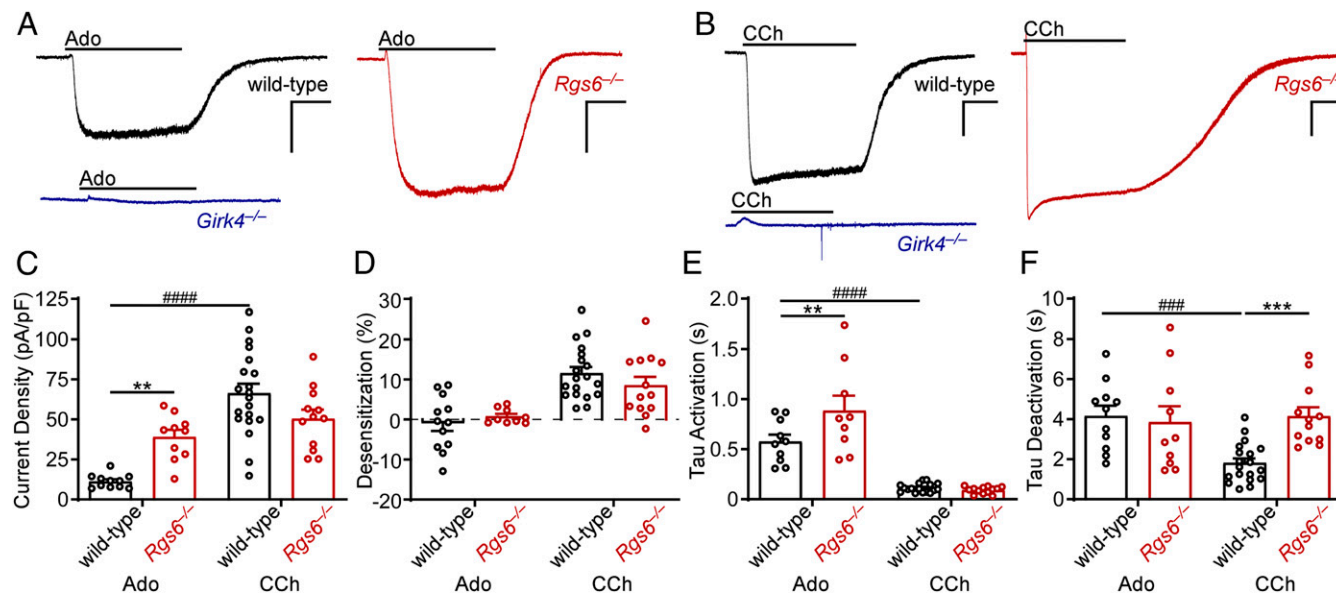 A
Ado
wild-type
Ado
Rgs6–/–
Ado
Girk4–/–
B
CCh
wild-type
CCh
Rgs6–/–
CCh
Girk4–/–
C
Current Density (pA/pF)
125
100
75
50
25
0
####
**
wild-type
Rgs6–/–
wild-type
Rgs6–/–
Ado
CCh
D
Desensitization (%)
30
20
10
0
-10
-20
wild-type
Rgs6–/–
wild-type
Rgs6–/–
Ado
CCh
E
Tau Activation (s)
2.0
1.5
1.0
0.5
0
####
**
wild-type
Rgs6–/–
wild-type
Rgs6–/–
Ado
CCh
F
Tau Deactivation (s)
10
8
6
4
2
0
###
***
wild-type
Rgs6–/–
wild-type
Rgs6–/–
Ado
CCh